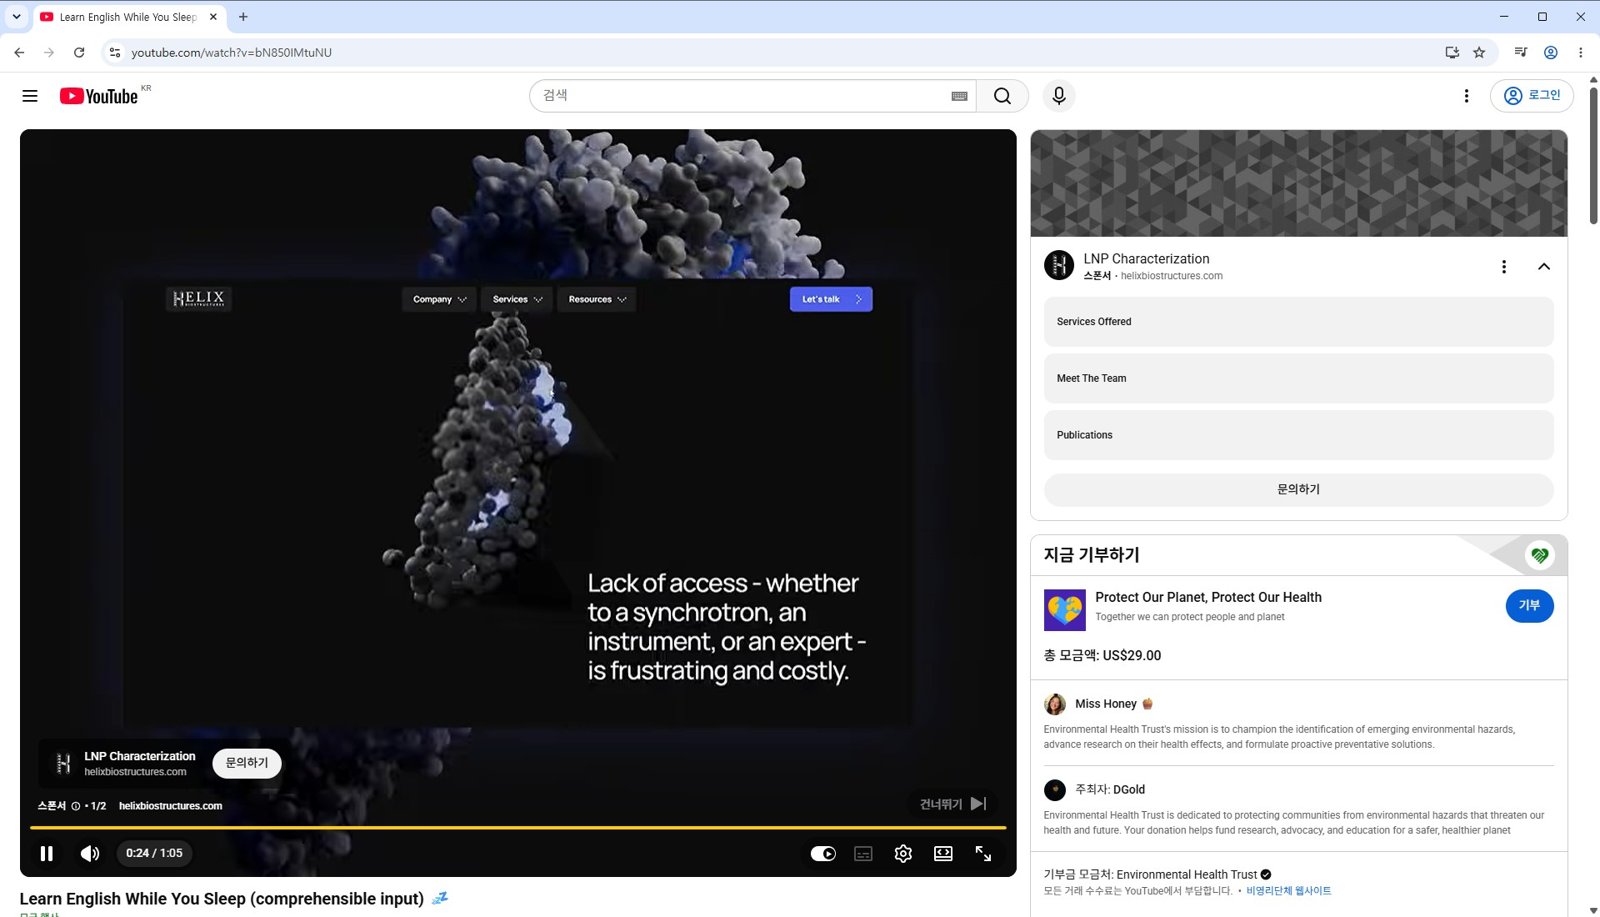 Learn English While You Sleep
youtube.com/watch?v=bN850IMtuNU
YouTube KR
검색
로그인
HELIX
BIOSTRUCTURES
Company
Services
Resources
Let's talk
Lack of access - whether
to a synchrotron, an
instrument, or an expert -
is frustrating and costly.
LNP Characterization
helixbiostructures.com
문의하기
스폰서 • 1/2 helixbiostructures.com
건너뛰기
0:24 / 1:05
Learn English While You Sleep (comprehensible input) 💤
모금 행사
LNP Characterization
스폰서 · helixbiostructures.com
Services Offered
Meet The Team
Publications
문의하기
지금 기부하기
Protect Our Planet, Protect Our Health
Together we can protect people and planet
기부
총 모금액: US$29.00
Miss Honey
Environmental Health Trust's mission is to champion the identification of emerging environmental hazards,
advance research on their health effects, and formulate proactive preventative solutions.
주최자: DGold
Environmental Health Trust is dedicated to protecting communities from environmental hazards that threaten our
health and future. Your donation helps fund research, advocacy, and education for a safer, healthier planet
기부금 모금처: Environmental Health Trust
모든 거래 수수료는 YouTube에서 부담합니다. • 비영리단체 웹사이트